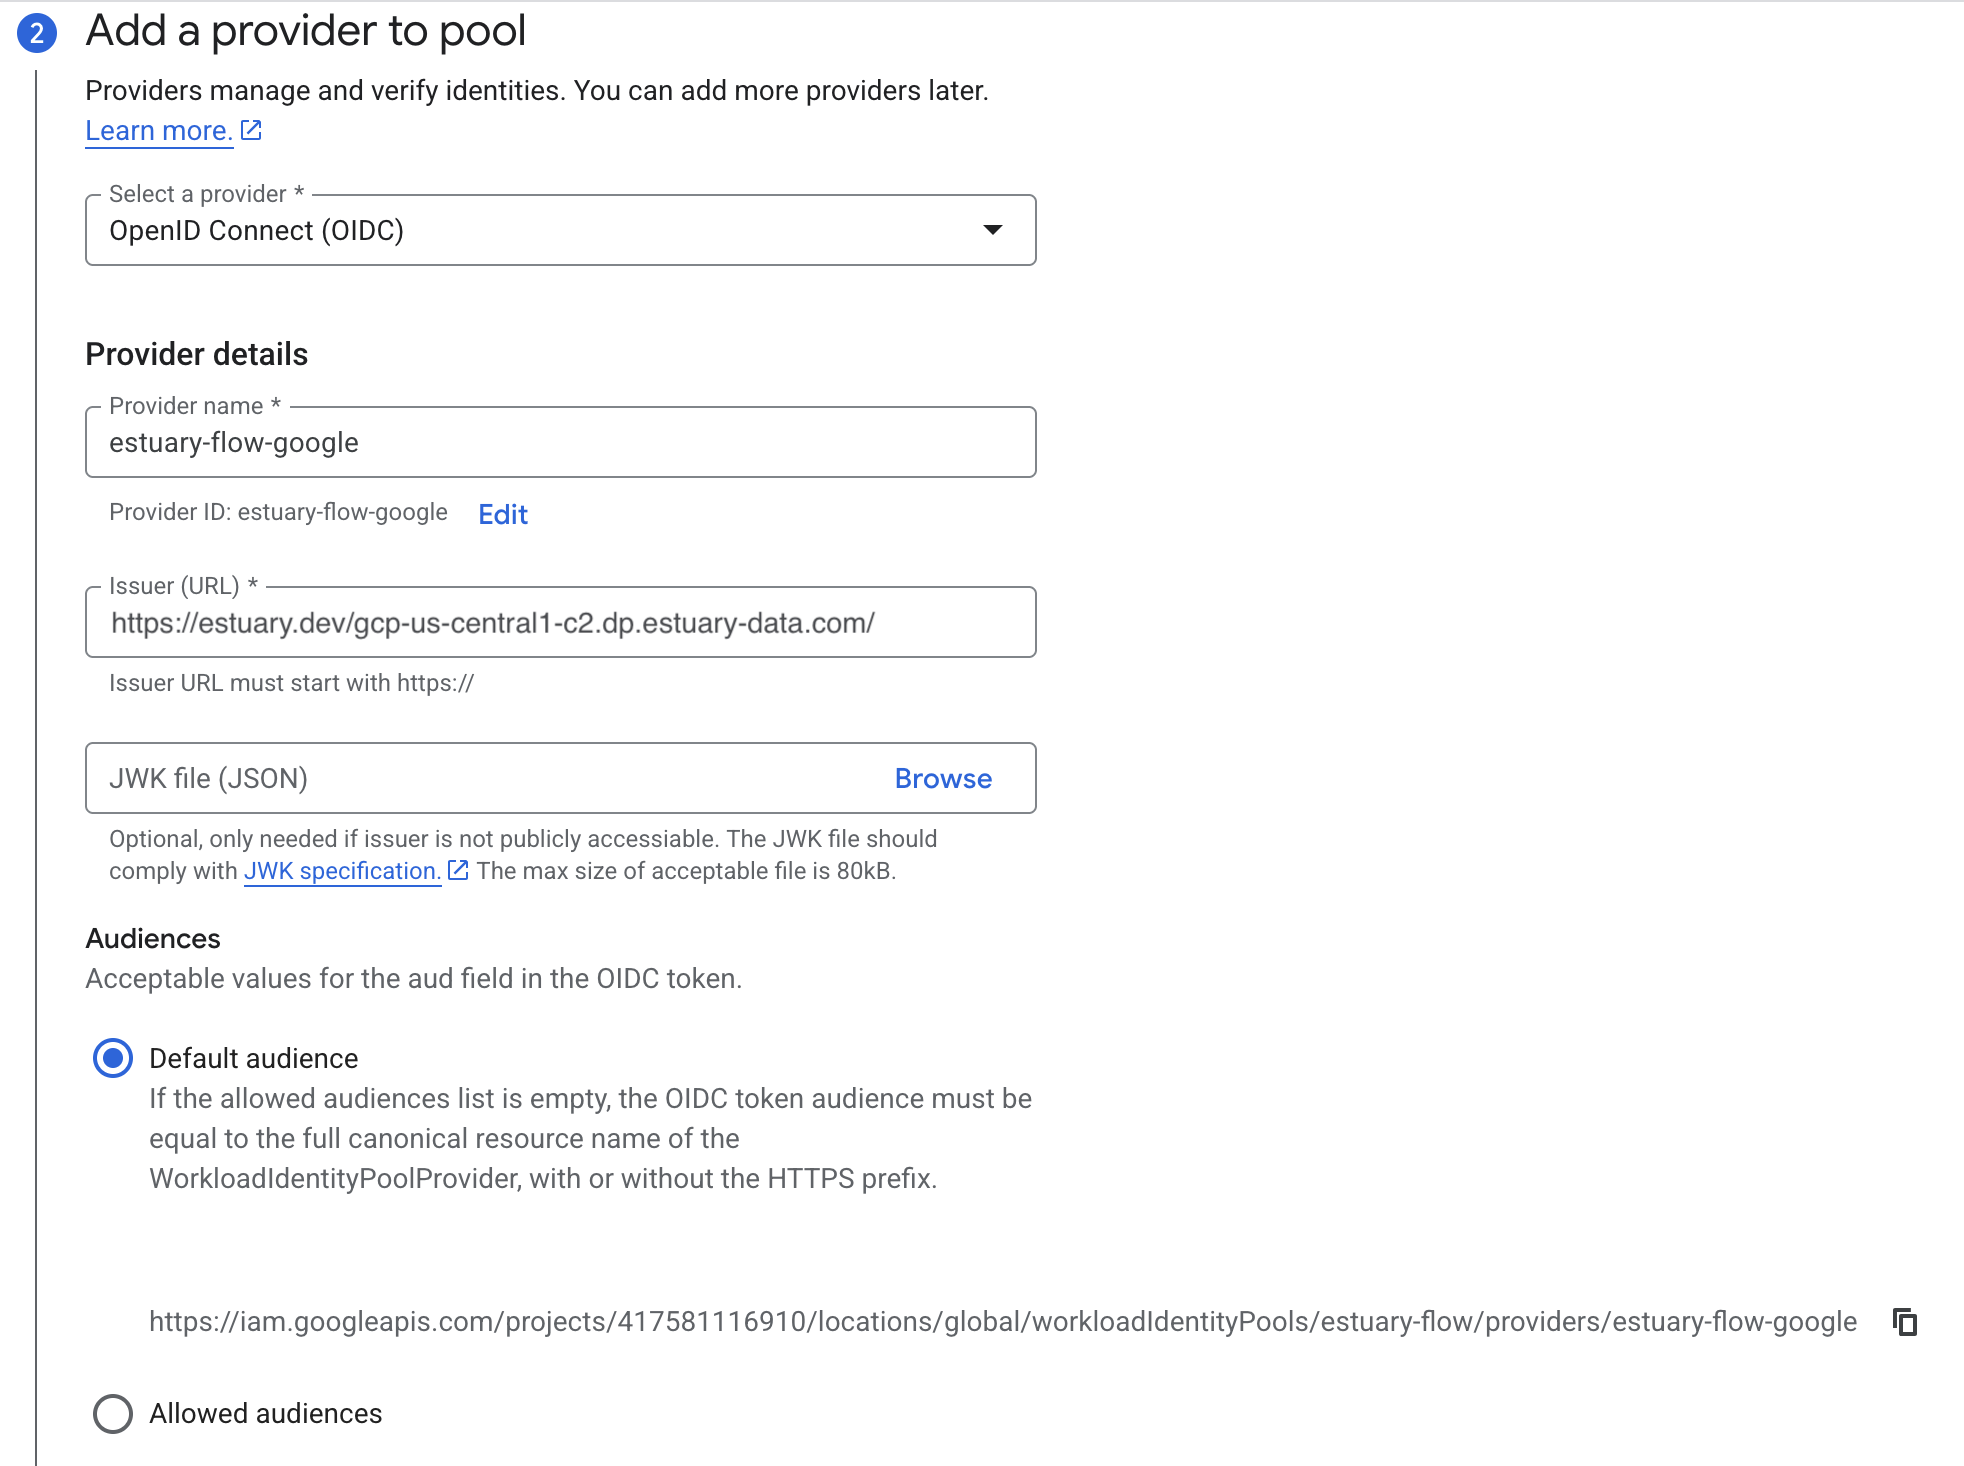 2 Add a provider to pool
Providers manage and verify identities. You can add more providers later.
Learn more.
Select a provider *
OpenID Connect (OIDC)
Provider details
Provider name *
estuary-flow-google
Provider ID: estuary-flow-google Edit
Issuer (URL) *
https://estuary.dev/gcp-us-central1-c2.dp.estuary-data.com/
Issuer URL must start with https://
JWK file (JSON) Browse
Optional, only needed if issuer is not publicly accessiable. The JWK file should
comply with JWK specification. The max size of acceptable file is 80kB.
Audiences
Acceptable values for the aud field in the OIDC token.
Default audience
If the allowed audiences list is empty, the OIDC token audience must be
equal to the full canonical resource name of the
WorkloadIdentityPoolProvider, with or without the HTTPS prefix.
https://iam.googleapis.com/projects/417581116910/locations/global/workloadIdentityPools/estuary-flow/providers/estuary-flow-google
Allowed audiences